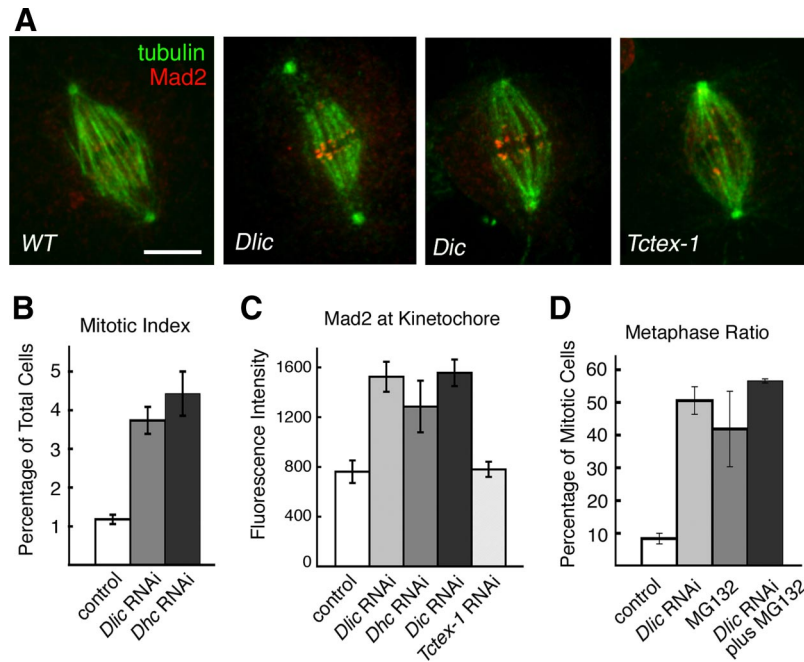 A
tubulin
Mad2
WT
Dlic
Dic
Tctex-1
B
Mitotic Index
Percentage of Total Cells
5
4
3
2
1
control
Dlic RNAi
Dhc RNAi
C
Mad2 at Kinetochore
Fluorescence Intensity
1600
1200
800
400
0
control
Dlic RNAi
Dhc RNAi
Dic RNAi
Tctex-1 RNAi
D
Metaphase Ratio
Percentage of Mitotic Cells
60
50
40
30
20
10
control
Dlic RNAi
MG132
Dlic RNAi
plus MG132